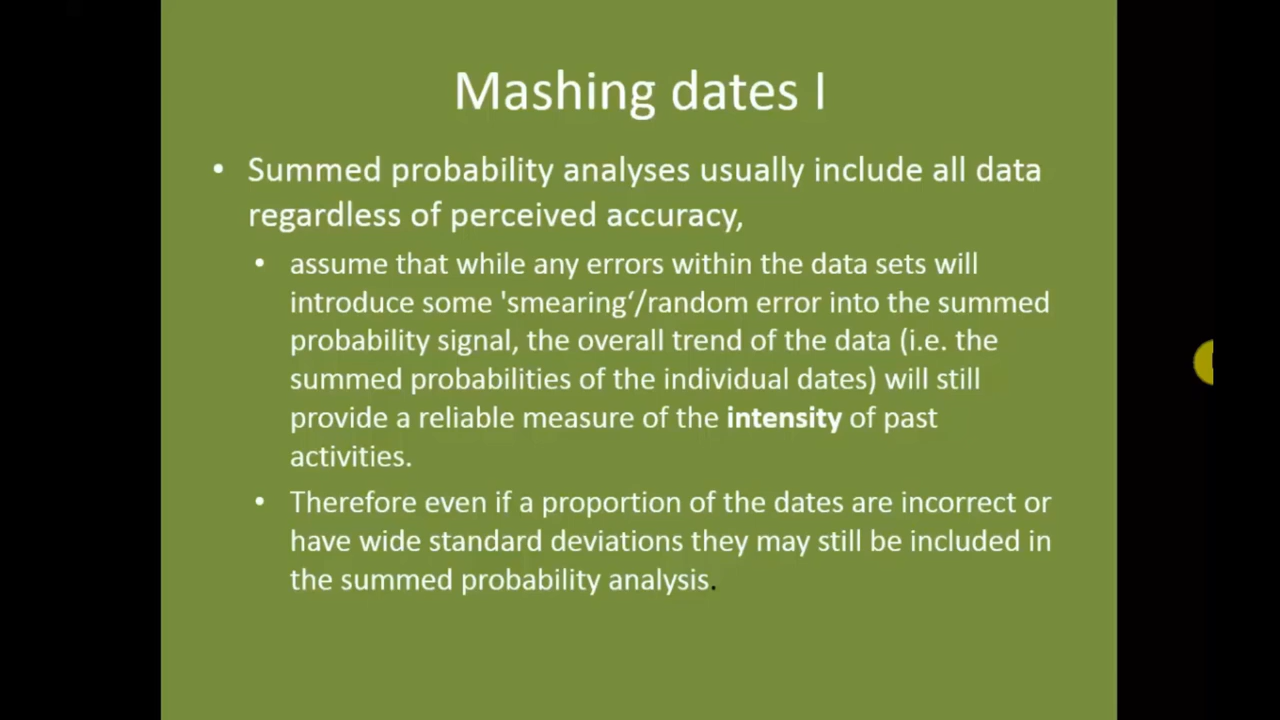 Mashing dates I
• Summed probability analyses usually include all data
regardless of perceived accuracy,
• assume that while any errors within the data sets will
introduce some 'smearing‘/random error into the summed
probability signal, the overall trend of the data (i.e. the
summed probabilities of the individual dates) will still
provide a reliable measure of the intensity of past
activities.
• Therefore even if a proportion of the dates are incorrect or
have wide standard deviations they may still be included in
the summed probability analysis.